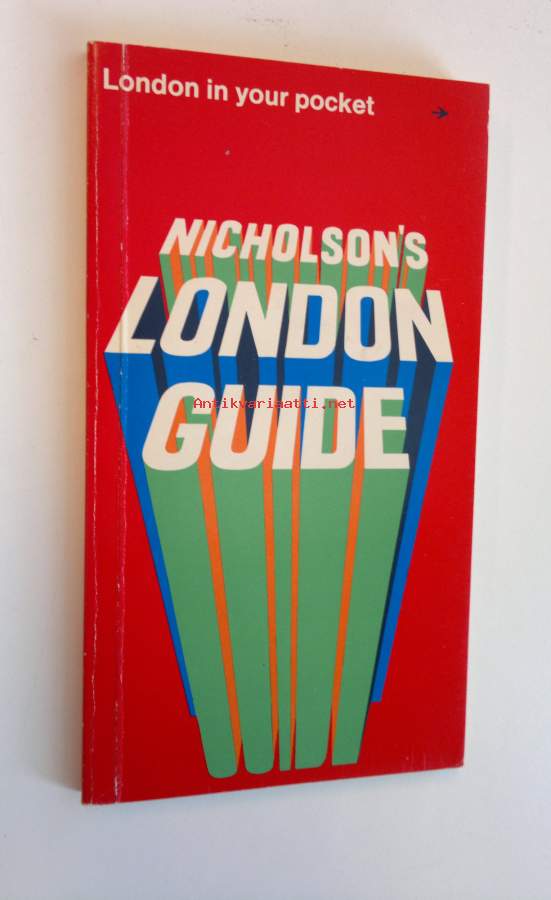 London in your pocket →
NICHOLSON'S
LONDON
GUIDE
Antikvariaatti.net